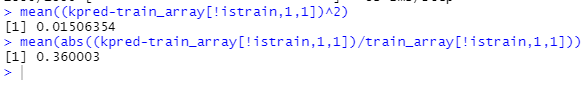 > mean((kpred-train_array[!istrain,1,1])^2)
[1] 0.01506354
> mean(abs((kpred-train_array[!istrain,1,1])/train_array[!istrain,1,1]))
[1] 0.360003
>